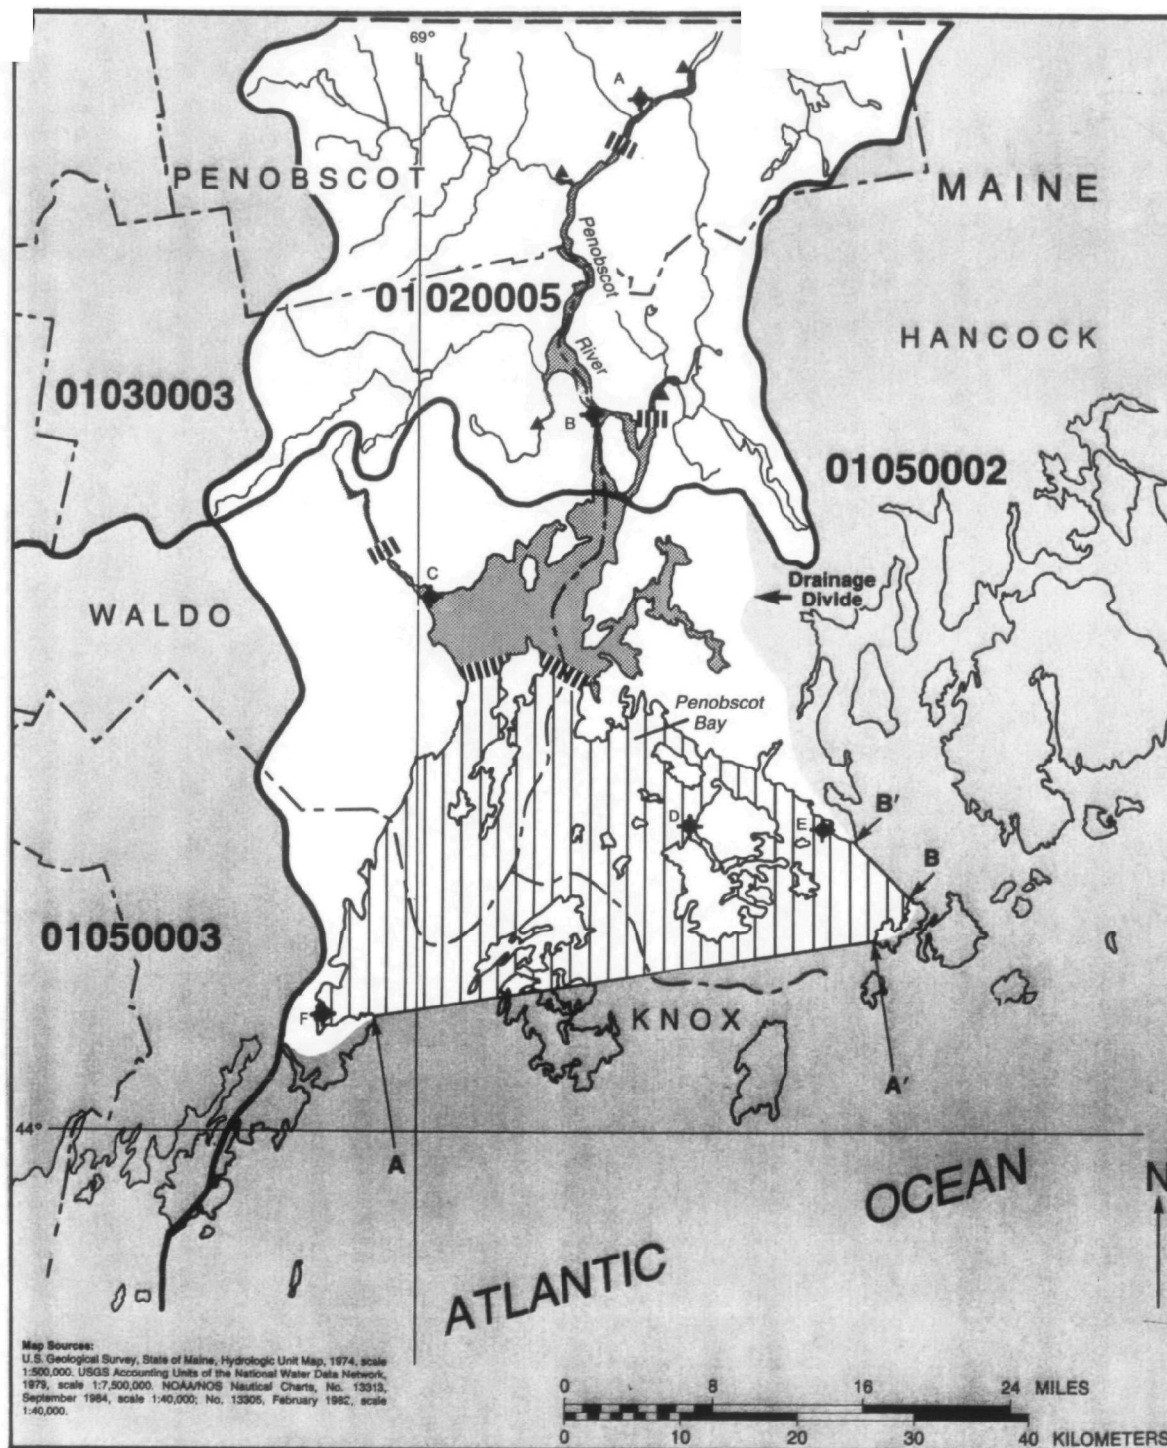 69°
A
PENOBSCOT
MAINE
Penobscot
01020005
River
HANCOCK
01030003
B
01050002
C
Drainage
Divide
WALDO
Penobscot
Bay
D
E
B'
B
01050003
F
KNOX
A'
44°
A
N
OCEAN
ATLANTIC
Map Sources:
U.S. Geological Survey, State of Maine, Hydrologic Unit Map, 1974, scale
1:500,000. USGS Accounting Units of the National Water Data Network,
1979, scale 1:7,500,000. NOAA/NOS Nautical Charts, No. 13313,
September 1984, scale 1:40,000; No. 13305, February 1982, scale
1:40,000.
0 8 16 24 MILES
0 10 20 30 40 KILOMETERS